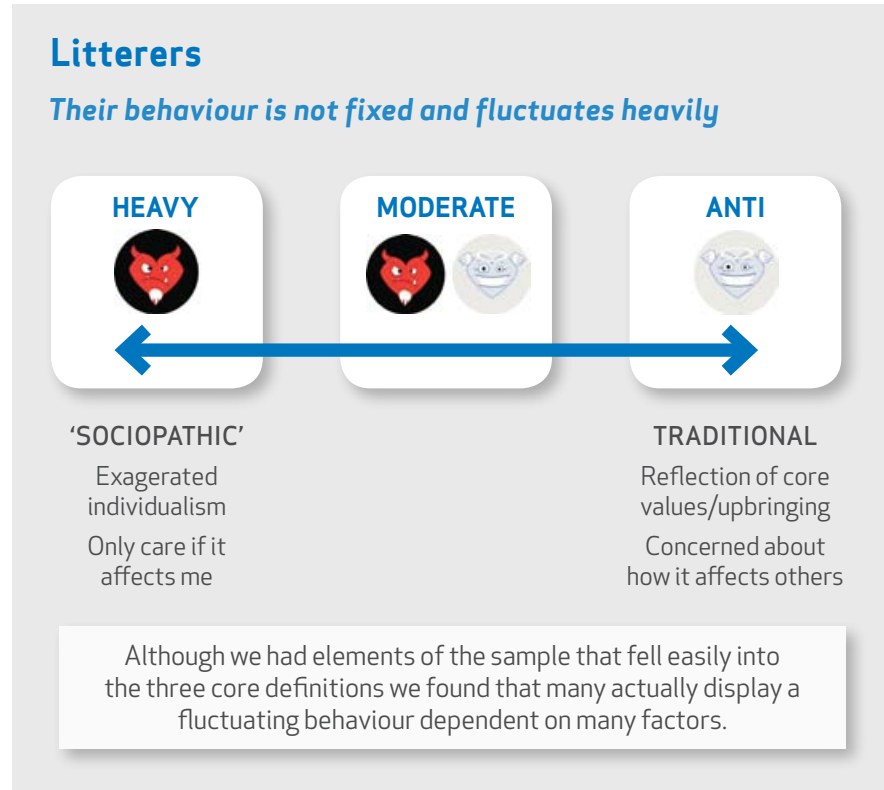 Litterers
Their behaviour is not fixed and fluctuates heavily
HEAVY
MODERATE
ANTI
‘SOCIOPATHIC’
Exagerated
individualism
Only care if it
affects me
TRADITIONAL
Reflection of core
values/upbringing
Concerned about
how it affects others
Although we had elements of the sample that fell easily into
the three core definitions we found that many actually display a
fluctuating behaviour dependent on many factors.